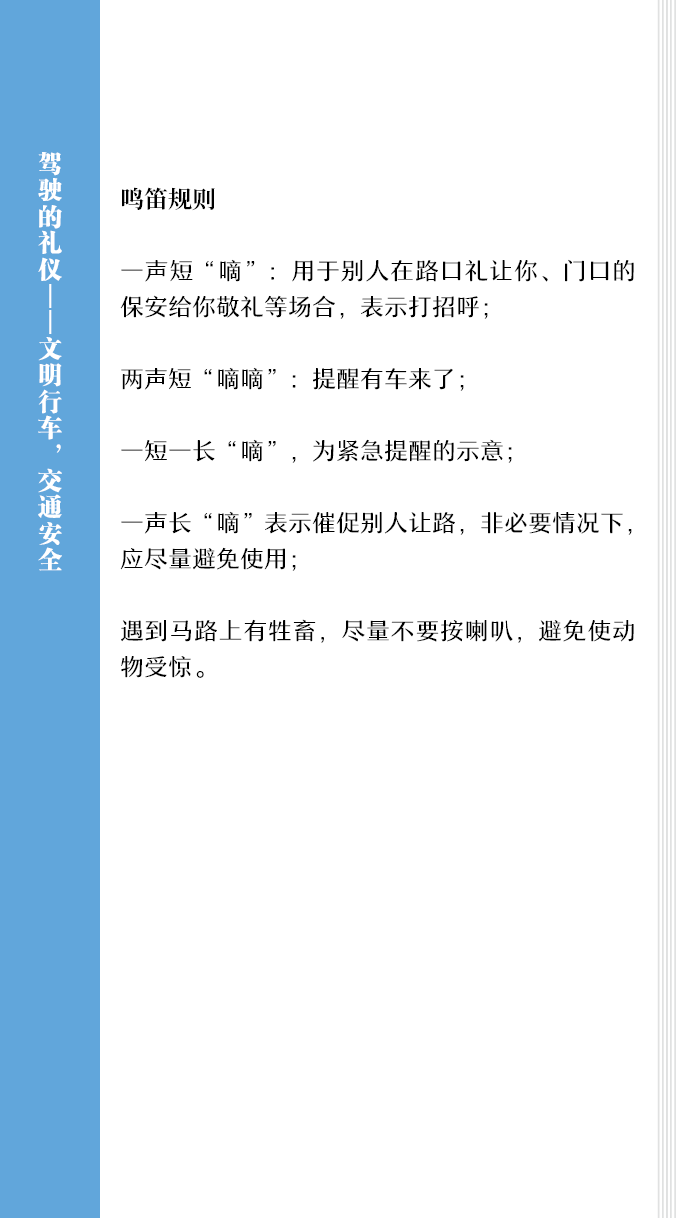 驾驶的礼仪——文明行车，交通安全
鸣笛规则
一声短“嘀”：用于别人在路口礼让你、门口的
保安给你敬礼等场合，表示打招呼；
两声短“嘀嘀”：提醒有车来了；
一短一长“嘀”，为紧急提醒的示意；
一声长“嘀”表示催促别人让路，非必要情况下，
应尽量避免使用；
遇到马路上有牲畜，尽量不要按喇叭，避免使动
物受惊。